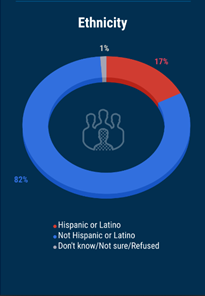 Ethnicity
1%
17%
82%
Hispanic or Latino
Not Hispanic or Latino
Don't know/Not sure/Refused